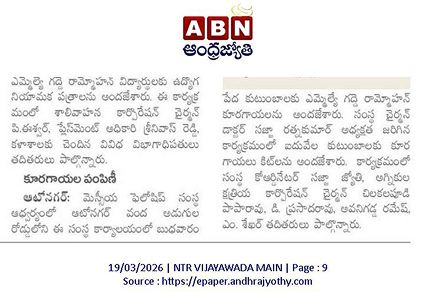 ABN
ఆంధ్రజ్యోతి
ఎమ్మెల్యే గద్దె రామ్మోహన్ విద్యార్థులకు ఉద్యోగ
నియామక పత్రాలను అందజేశారు. ఈ కార్యక్ర
మంలో శాలివాహన కార్పొరేషన్ చైర్మన్
పి.ఈశ్వర్, ప్లేస్‌మెంట్ అధికారి శ్రీనివాస్ రెడ్డి,
కళాశాలకు చెందిన వివిధ విభాగాధిపతులు
తదితరులు పాల్గొన్నారు.
కూరగాయల పంపిణీ
ఆటోనగర్: మెస్సీయ ఫెలోషిప్ సంస్థ
ఆధ్వర్యంలో ఆటోనగర్ వంద అడుగుల
రోడ్డులోని ఈ సంస్థ కార్యాలయంలో బుధవారం
పేద కుటుంబాలకు ఎమ్మెల్యే గద్దె రామ్మోహన్
కూరగాయలను అందజేశారు. సంస్థ చైర్మన్
డాక్టర్ సజ్జా రత్నకుమార్ అధ్యక్షత జరిగిన
కార్యక్రమంలో ఐదువేల కుటుంబాలకు కూర
గాయలు కిట్‌లను అందజేశారు. కార్యక్రమంలో
సంస్థ కోఆర్డినేటర్ సజ్జా జ్యోతి, అగ్నికుల
క్షత్రియ కార్పొరేషన్ చైర్మన్ చిలకలపూడి
పాపారావు, డి. ప్రసాదరావు, అవనిగడ్డ రమేష్,
ఎం. శేఖర్ తదితరులు పాల్గొన్నారు.
19/03/2026 | NTR VIJAYAWADA MAIN | Page : 9
Source : https://epaper.andhrajyothy.com